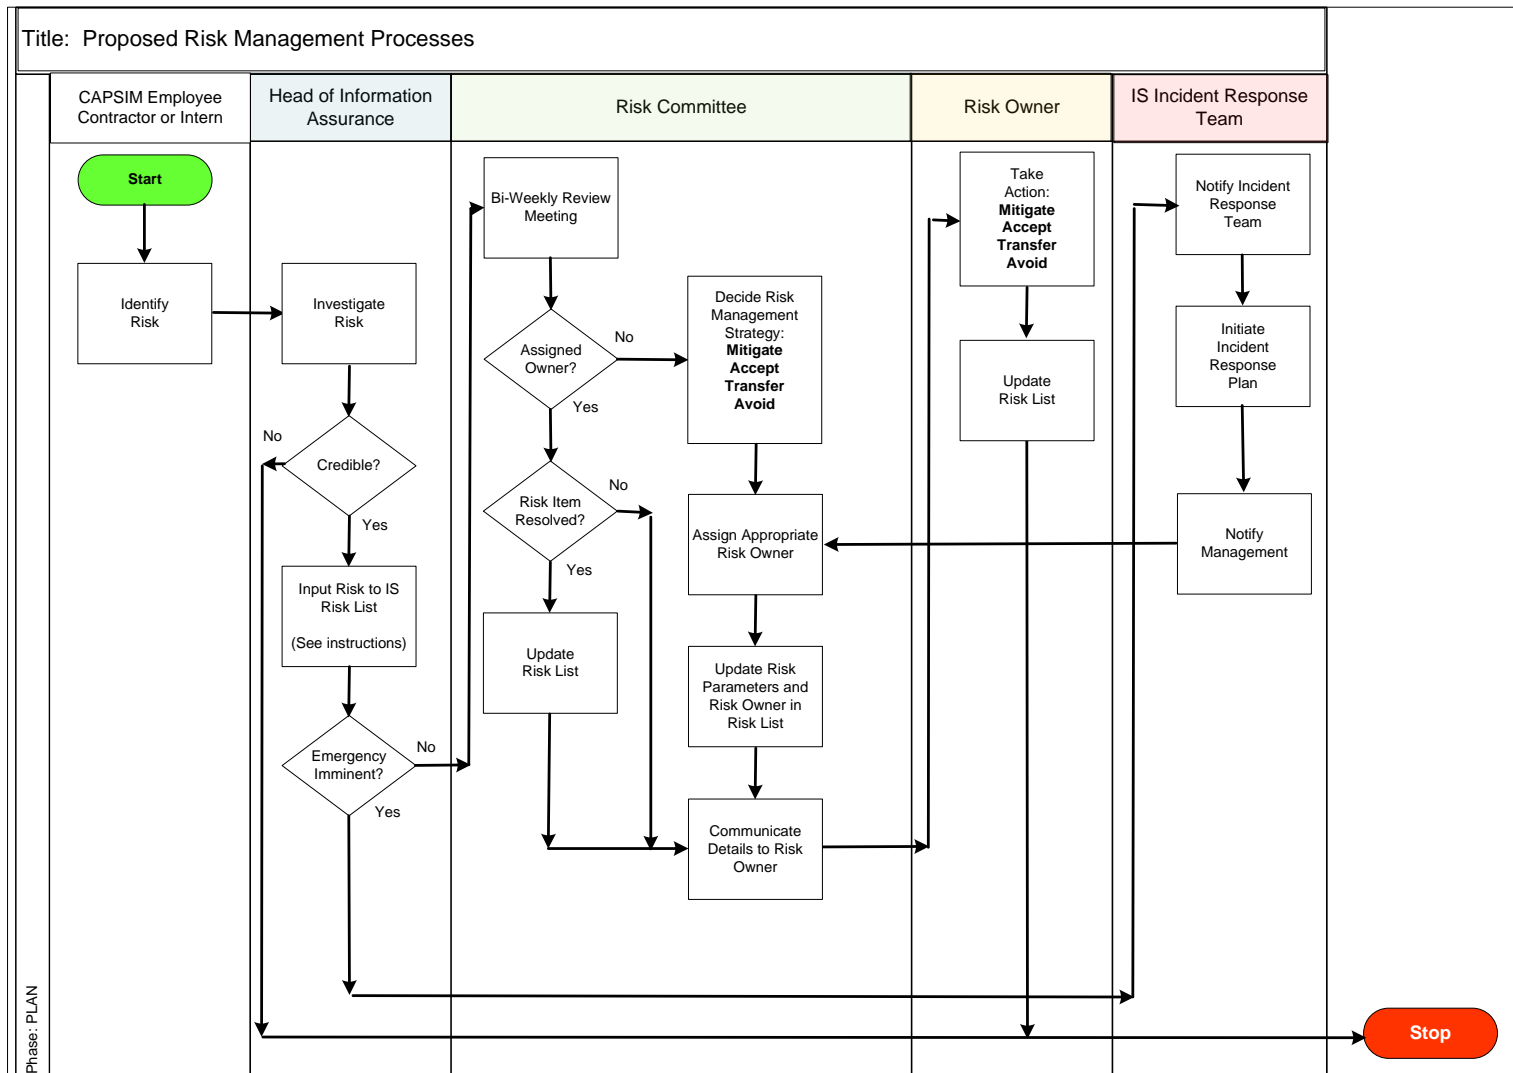 Title:  Proposed Risk Management Processes
CAPSIM Employee
Contractor or Intern
Head of Information
Assurance
Risk Committee
Risk Owner
IS Incident Response
Team
Start
Identify
Risk
Investigate
Risk
Credible?
No
Yes
Input Risk to IS
Risk List
(See instructions)
Emergency
Imminent?
No
Yes
Bi-Weekly Review
Meeting
Assigned
Owner?
No
Yes
Risk Item
Resolved?
No
Yes
Update
Risk List
Decide Risk
Management
Strategy:
Mitigate
Accept
Transfer
Avoid
Assign Appropriate
Risk Owner
Update Risk
Parameters and
Risk Owner in
Risk List
Communicate
Details to Risk
Owner
Take
Action:
Mitigate
Accept
Transfer
Avoid
Update
Risk List
Notify Incident
Response
Team
Initiate
Incident
Response
Plan
Notify
Management
Stop
Phase: PLAN